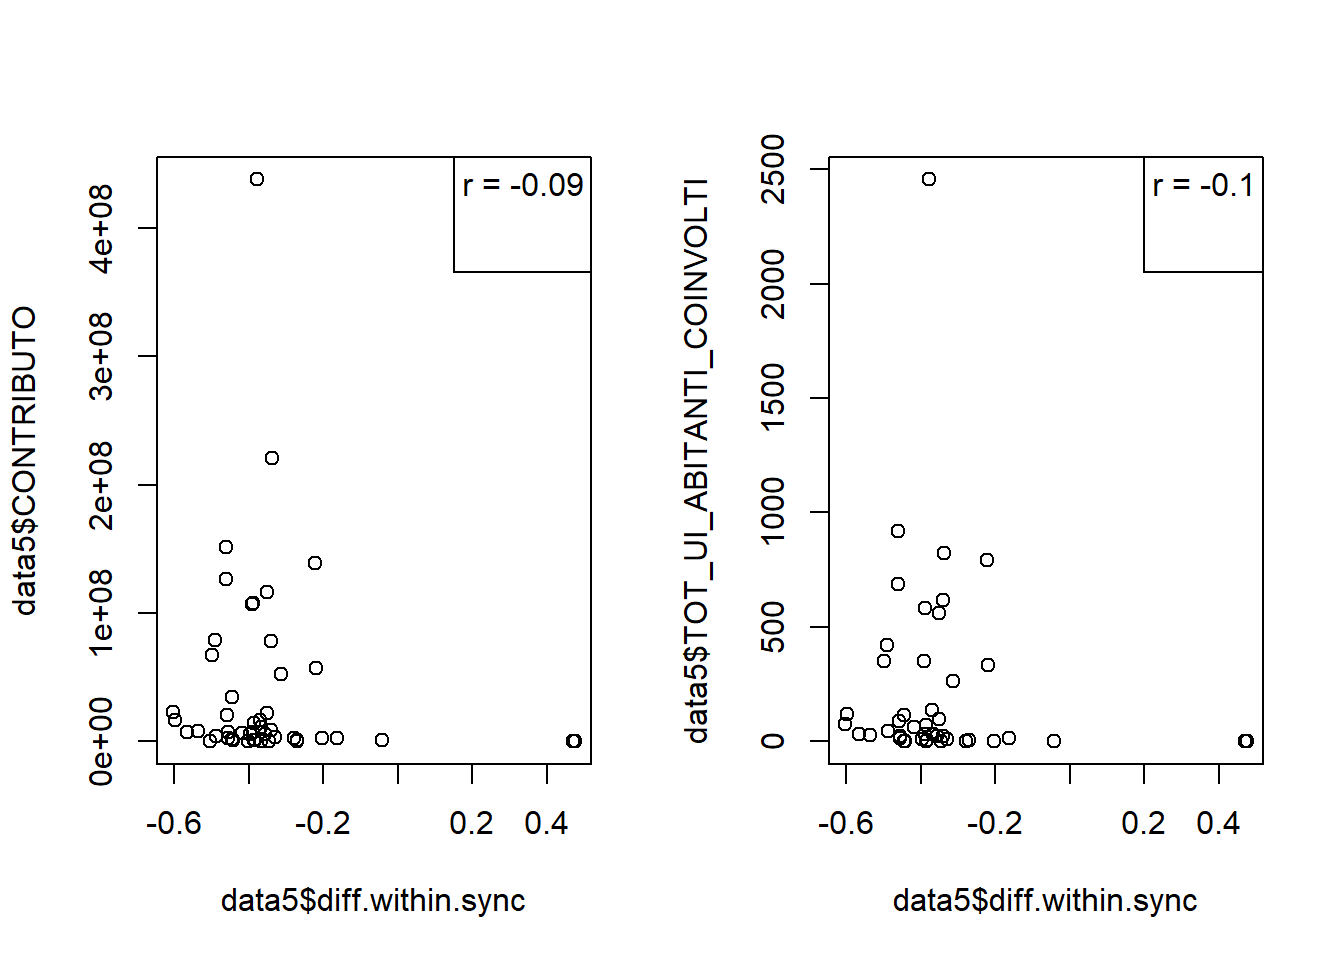 data5$CONTRIBUTO
0e+00
1e+08
2e+08
3e+08
4e+08
r = -0.09
-0.6
-0.2
0.2
0.4
data5$diff.within.sync
data5$TOT_UI_ABITANTI_COINVOLTI
0
500
1000
1500
2000
2500
r = -0.1
-0.6
-0.2
0.2
0.4
data5$diff.within.sync